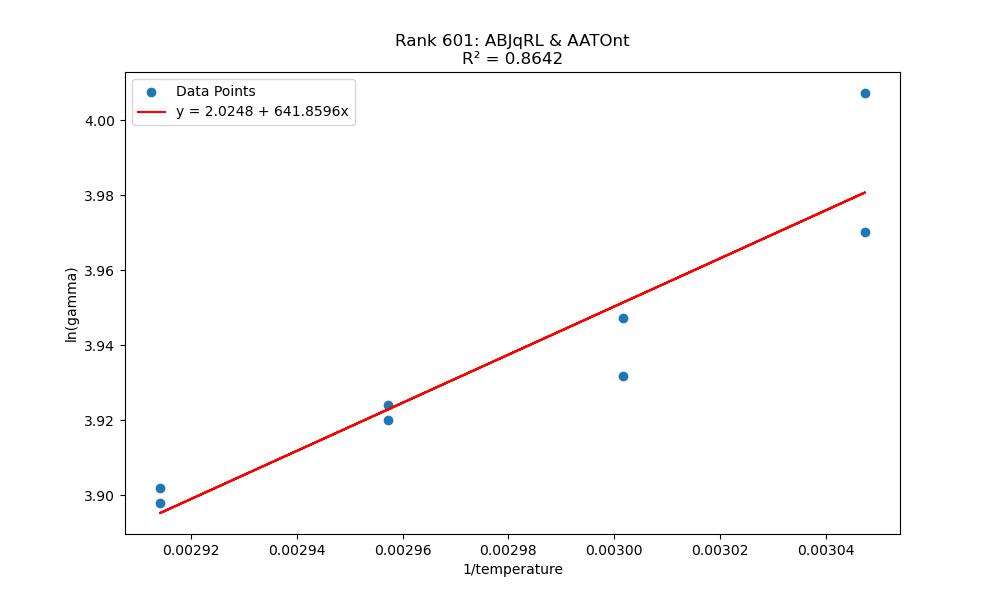 Rank 601: ABJqRL & AATOnt
R² = 0.8642
Data Points
y = 2.0248 + 641.8596x
ln(gamma)
4.00
3.98
3.96
3.94
3.92
3.90
0.00292 0.00294 0.00296 0.00298 0.00300 0.00302 0.00304
1/temperature